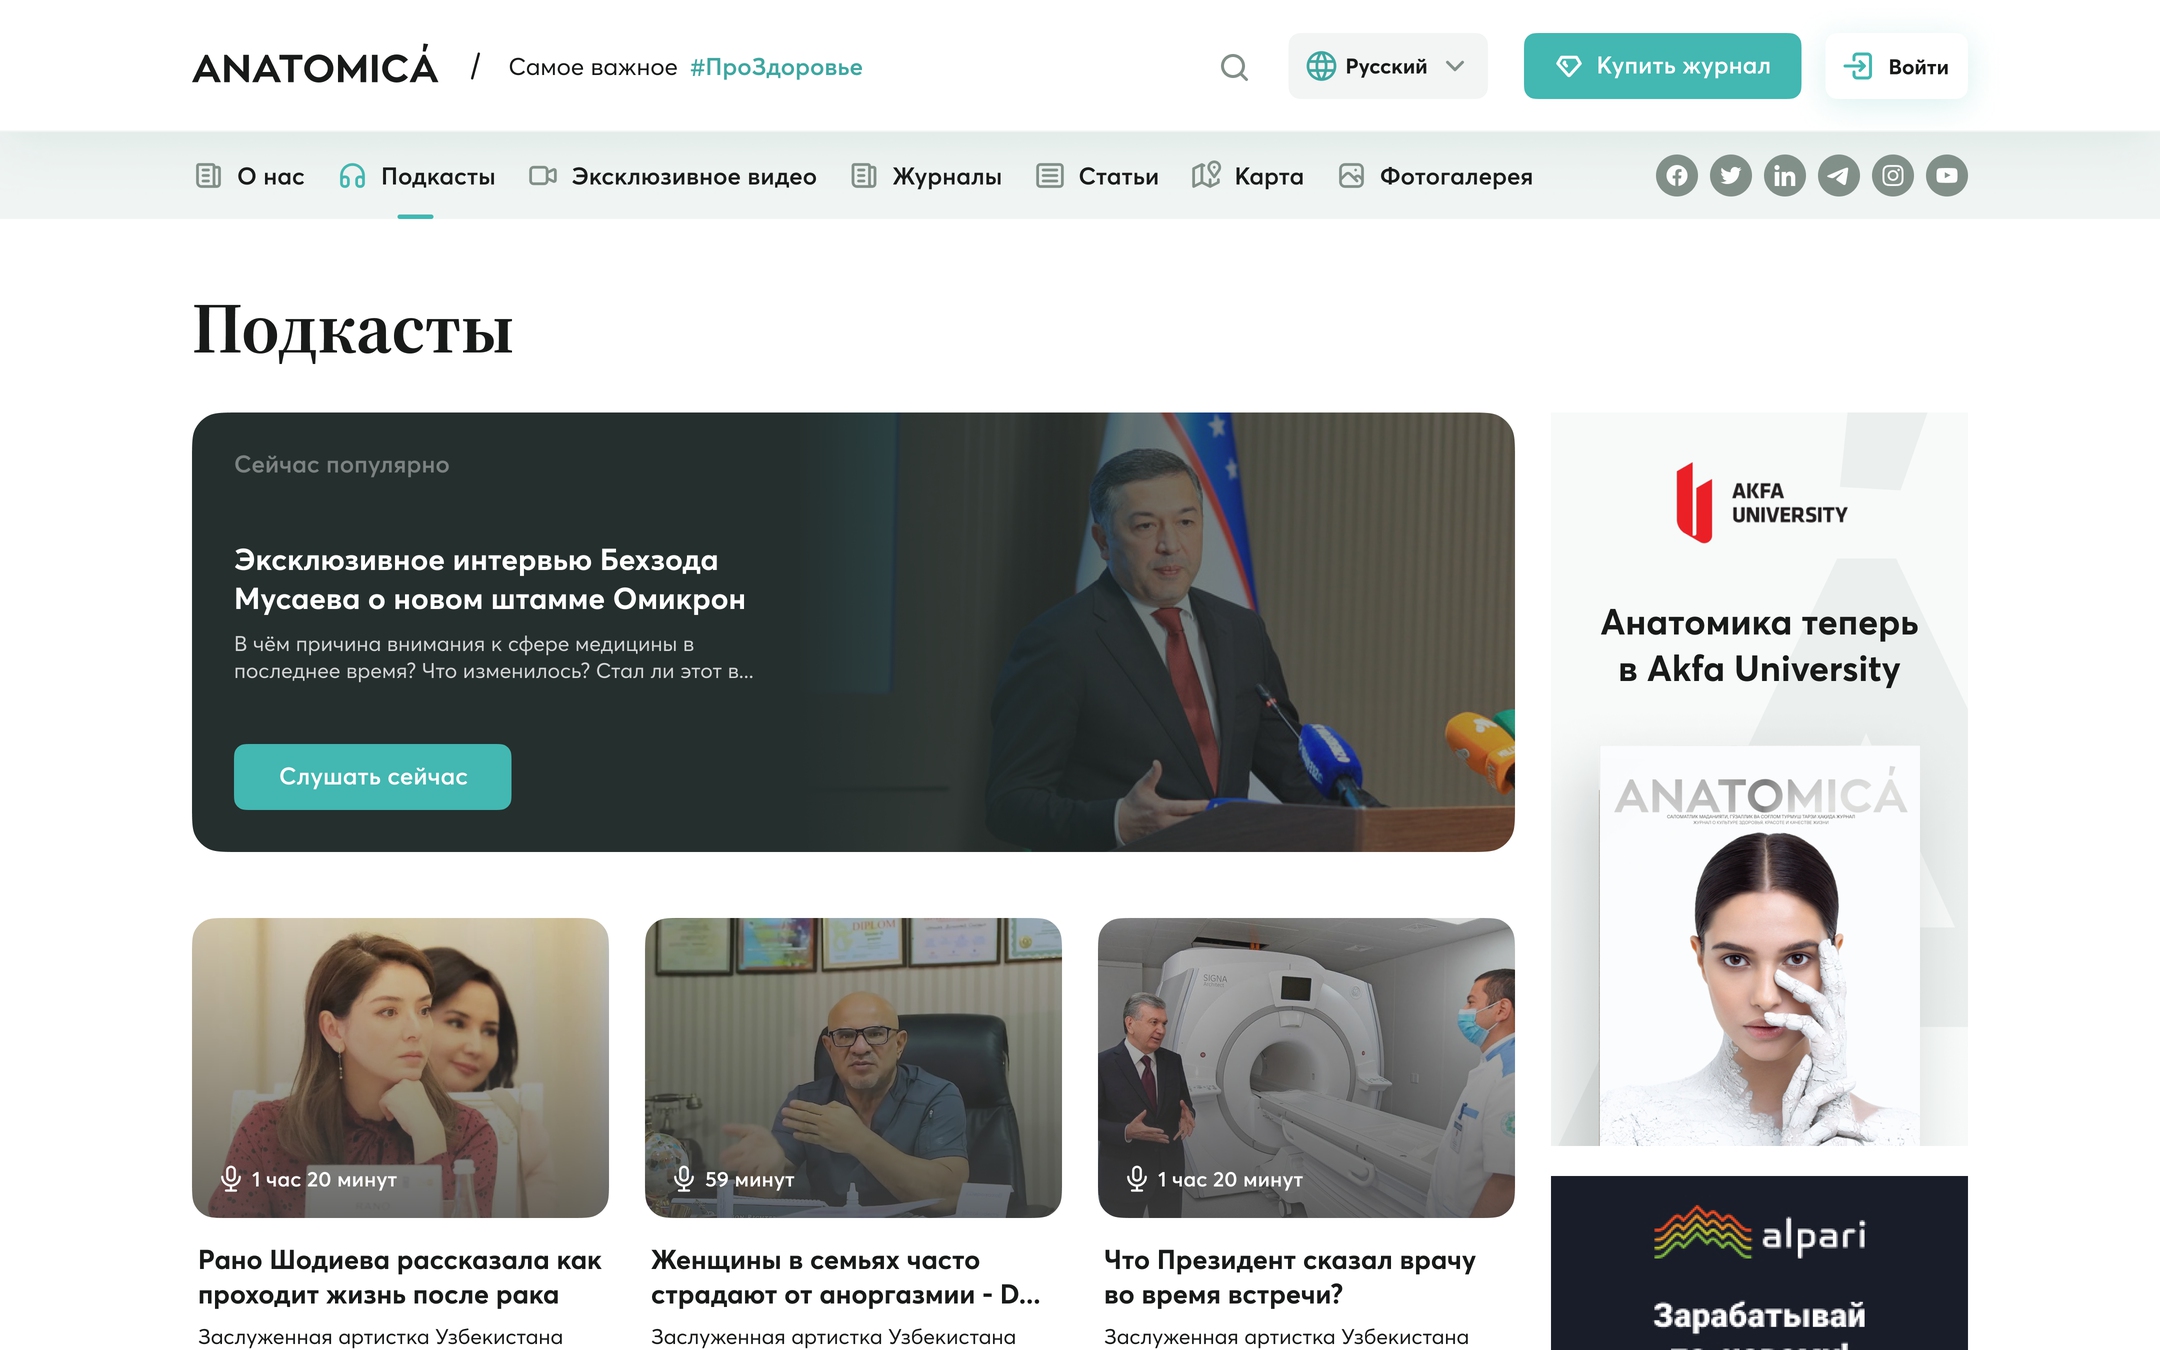 ANATOMICÁ / Самое важное #ПроЗдоровье
Русский
Купить журнал
Войти
О нас
Подкасты
Эксклюзивное видео
Журналы
Статьи
Карта
Фотогалерея
Подкасты
Сейчас популярно
Эксклюзивное интервью Бехзода
Мусаева о новом штамме Омикрон
В чём причина внимания к сфере медицины в
последнее время? Что изменилось? Стал ли этот в...
Слушать сейчас
AKFA
UNIVERSITY
Анатомика теперь
в Akfa University
ANATOMICÁ
DIPLOM
SIGNA
1 час 20 минут
59 минут
1 час 20 минут
Рано Шодиева рассказала как
проходит жизнь после рака
Заслуженная артистка Узбекистана
Женщины в семьях часто
страдают от аноргазмии - D...
Заслуженная артистка Узбекистана
Что Президент сказал врачу
во время встречи?
Заслуженная артистка Узбекистана
alpari
Зарабатывай